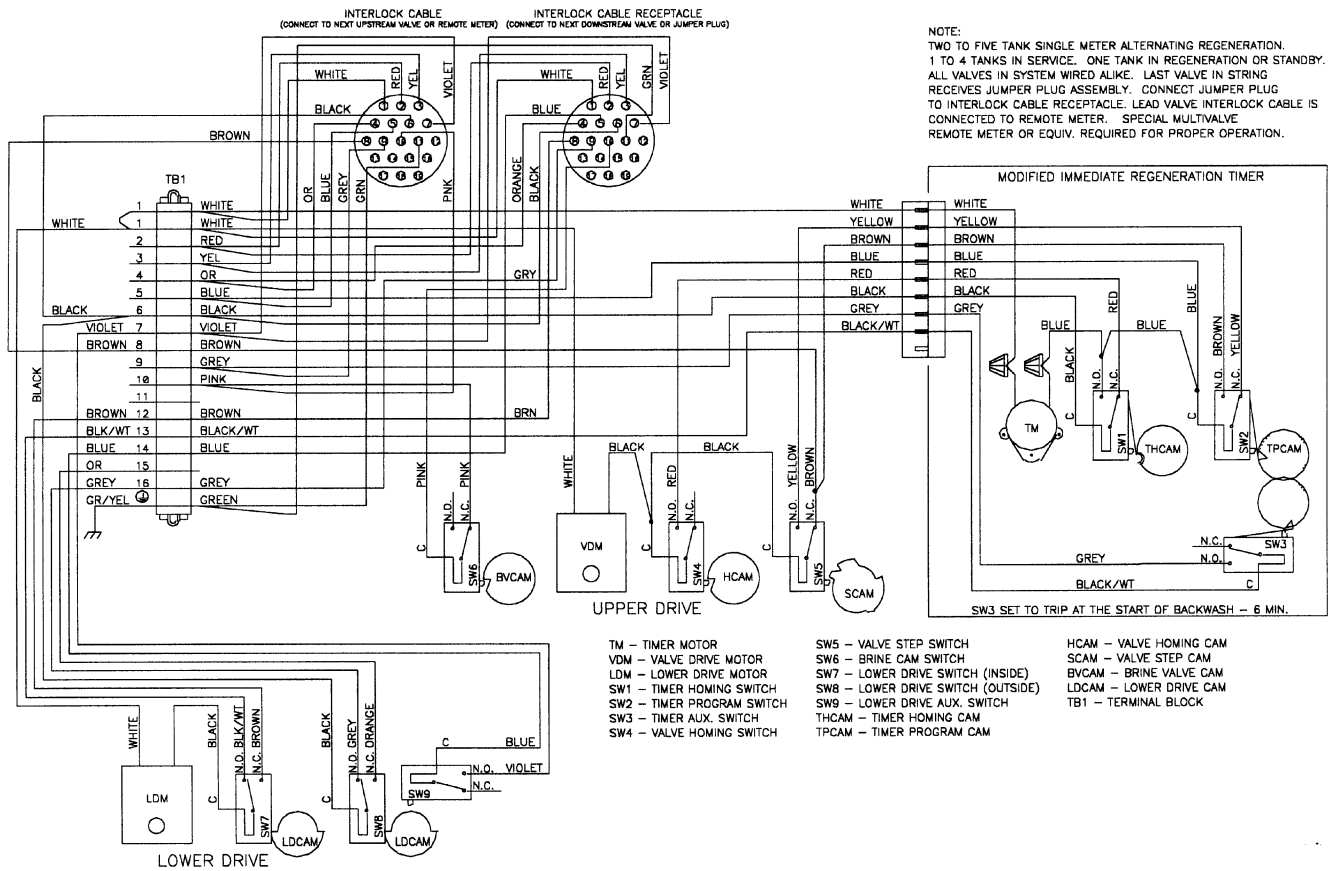 INTERLOCK CABLE
(CONNECT TO NEXT UPSTREAM VALVE OR REMOTE METER)
INTERLOCK CABLE RECEPTACLE
(CONNECT TO NEXT DOWNSTREAM VALVE OR JUMPER PLUG)
NOTE:
TWO TO FIVE TANK SINGLE METER ALTERNATING REGENERATION.
1 TO 4 TANKS IN SERVICE. ONE TANK IN REGENERATION OR STANDBY.
ALL VALVES IN SYSTEM WIRED ALIKE. LAST VALVE IN STRING
RECEIVES JUMPER PLUG ASSEMBLY. CONNECT JUMPER PLUG
TO INTERLOCK CABLE RECEPTACLE. LEAD VALVE INTERLOCK CABLE IS
CONNECTED TO REMOTE METER. SPECIAL MULTIVALVE
REMOTE METER OR EQUIV. REQUIRED FOR PROPER OPERATION.
WHITE
RED
YEL
VIOLET
BLACK
BROWN
OR
BLUE
GREY
GRN
PNK
WHITE
RED
YEL
GRN
VIOLET
BLUE
ORANGE
BLACK
GRY
BRN
TB1
1 WHITE
WHITE 1 WHITE
2 RED
3 YEL
4 OR
5 BLUE
BLACK 6 BLACK
VIOLET 7 VIOLET
BROWN 8 BROWN
9 GREY
10 PINK
11
BROWN 12 BROWN
BLK/WT 13 BLACK/WT
BLUE 14 BLUE
OR 15
GREY 16 GREY
GR/YEL GREEN
BLACK
MODIFIED IMMEDIATE REGENERATION TIMER
WHITE WHITE
YELLOW YELLOW
BROWN BROWN
BLUE BLUE
RED RED
BLACK BLACK
GREY GREY
BLACK/WT
BLUE
BLACK
RED
BLUE
BLUE
BROWN
YELLOW
N.O.
N.C.
C
N.O.
N.C.
C
TM
SW1
THCAM
SW2
TPCAM
N.C.
N.O.
SW3
C
GREY
BLACK/WT
SW3 SET TO TRIP AT THE START OF BACKWASH – 6 MIN.
PINK
PINK
N.O.
N.C.
C
SW6
BVCAM
WHITE
BLACK
BLACK
VDM
RED
N.O.
N.C.
C
SW4
HCAM
YELLOW
BROWN
N.O.
N.C.
C
SW5
SCAM
UPPER DRIVE
TM – TIMER MOTOR
VDM – VALVE DRIVE MOTOR
LDM – LOWER DRIVE MOTOR
SW1 – TIMER HOMING SWITCH
SW2 – TIMER PROGRAM SWITCH
SW3 – TIMER AUX. SWITCH
SW4 – VALVE HOMING SWITCH
SW5 – VALVE STEP SWITCH
SW6 – BRINE CAM SWITCH
SW7 – LOWER DRIVE SWITCH (INSIDE)
SW8 – LOWER DRIVE SWITCH (OUTSIDE)
SW9 – LOWER DRIVE AUX. SWITCH
THCAM – TIMER HOMING CAM
TPCAM – TIMER PROGRAM CAM
HCAM – VALVE HOMING CAM
SCAM – VALVE STEP CAM
BVCAM – BRINE VALVE CAM
LDCAM – LOWER DRIVE CAM
TB1 – TERMINAL BLOCK
WHITE
LDM
BLACK
N.O. BLK/WT
N.C. BROWN
C
SW7
LDCAM
BLACK
N.O. GREY
N.C. ORANGE
C
SW8
LDCAM
C BLUE
N.O. VIOLET
N.C.
SW9
LOWER DRIVE